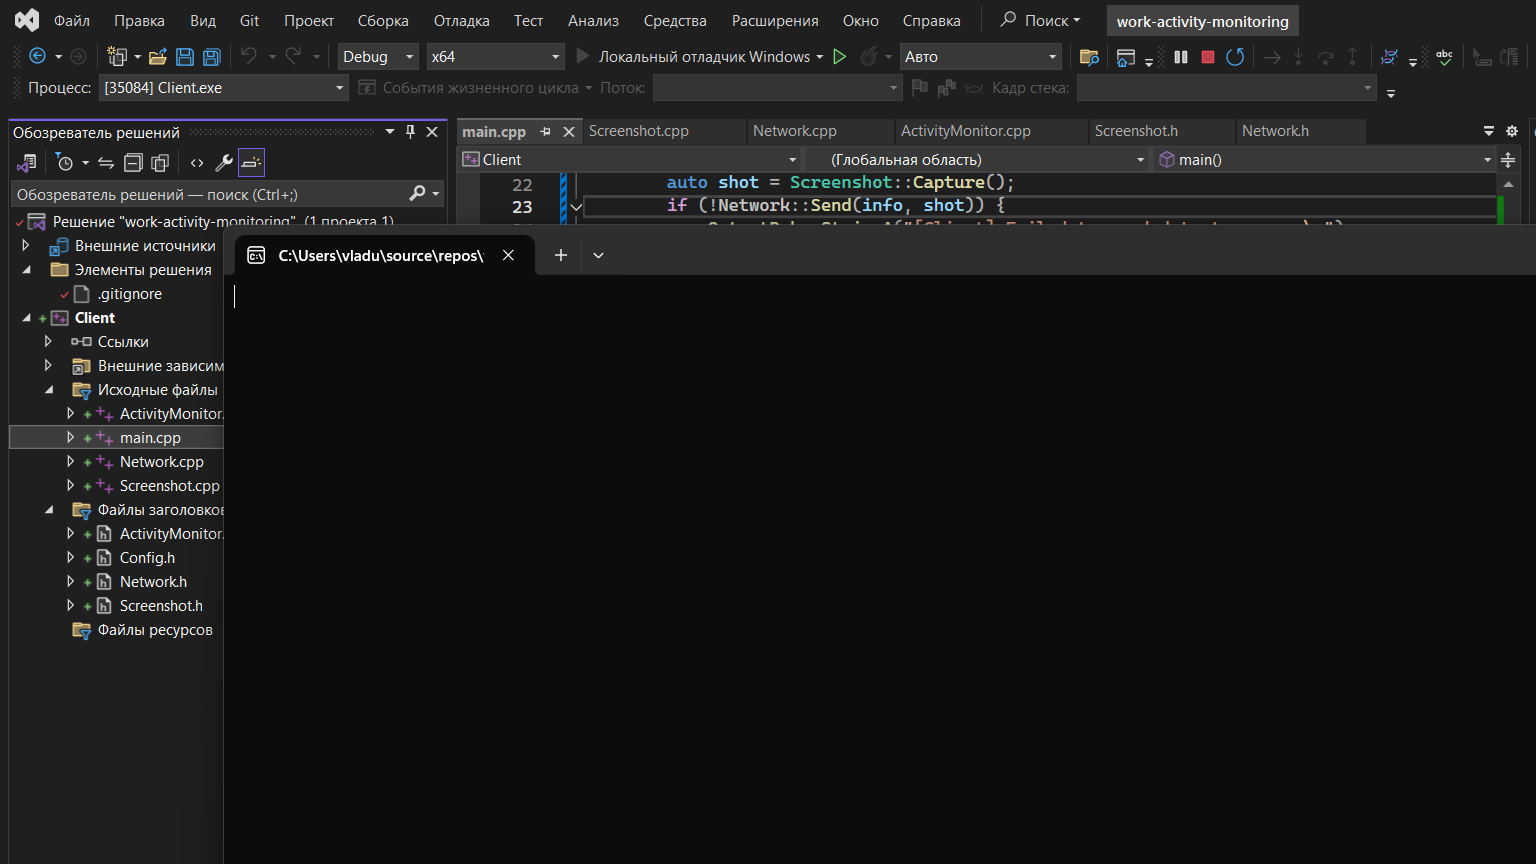 Файл Правка Вид Git Проект Сборка Отладка Тест Анализ Средства Расширения Окно Справка Поиск work-activity-monitoring
Debug x64 Локальный отладчик Windows Авто
Процесс: [35084] Client.exe События жизненного цикла Поток: Кадр стека:
Обозреватель решений
main.cpp Screenshot.cpp Network.cpp ActivityMonitor.cpp Screenshot.h Network.h
Client (Глобальная область) main()
22 auto shot = Screenshot::Capture();
23 if (!Network::Send(info, shot)) {
Обозреватель решений — поиск (Ctrl+;)
Решение "work-activity-monitoring" (1 проекта 1)
Внешние источники
Элементы решения
.gitignore
Client
Ссылки
Внешние зависим
Исходные файлы
ActivityMonitor.
main.cpp
Network.cpp
Screenshot.cpp
Файлы заголовков
ActivityMonitor.
Config.h
Network.h
Screenshot.h
Файлы ресурсов
C:\Users\vladu\source\repos\